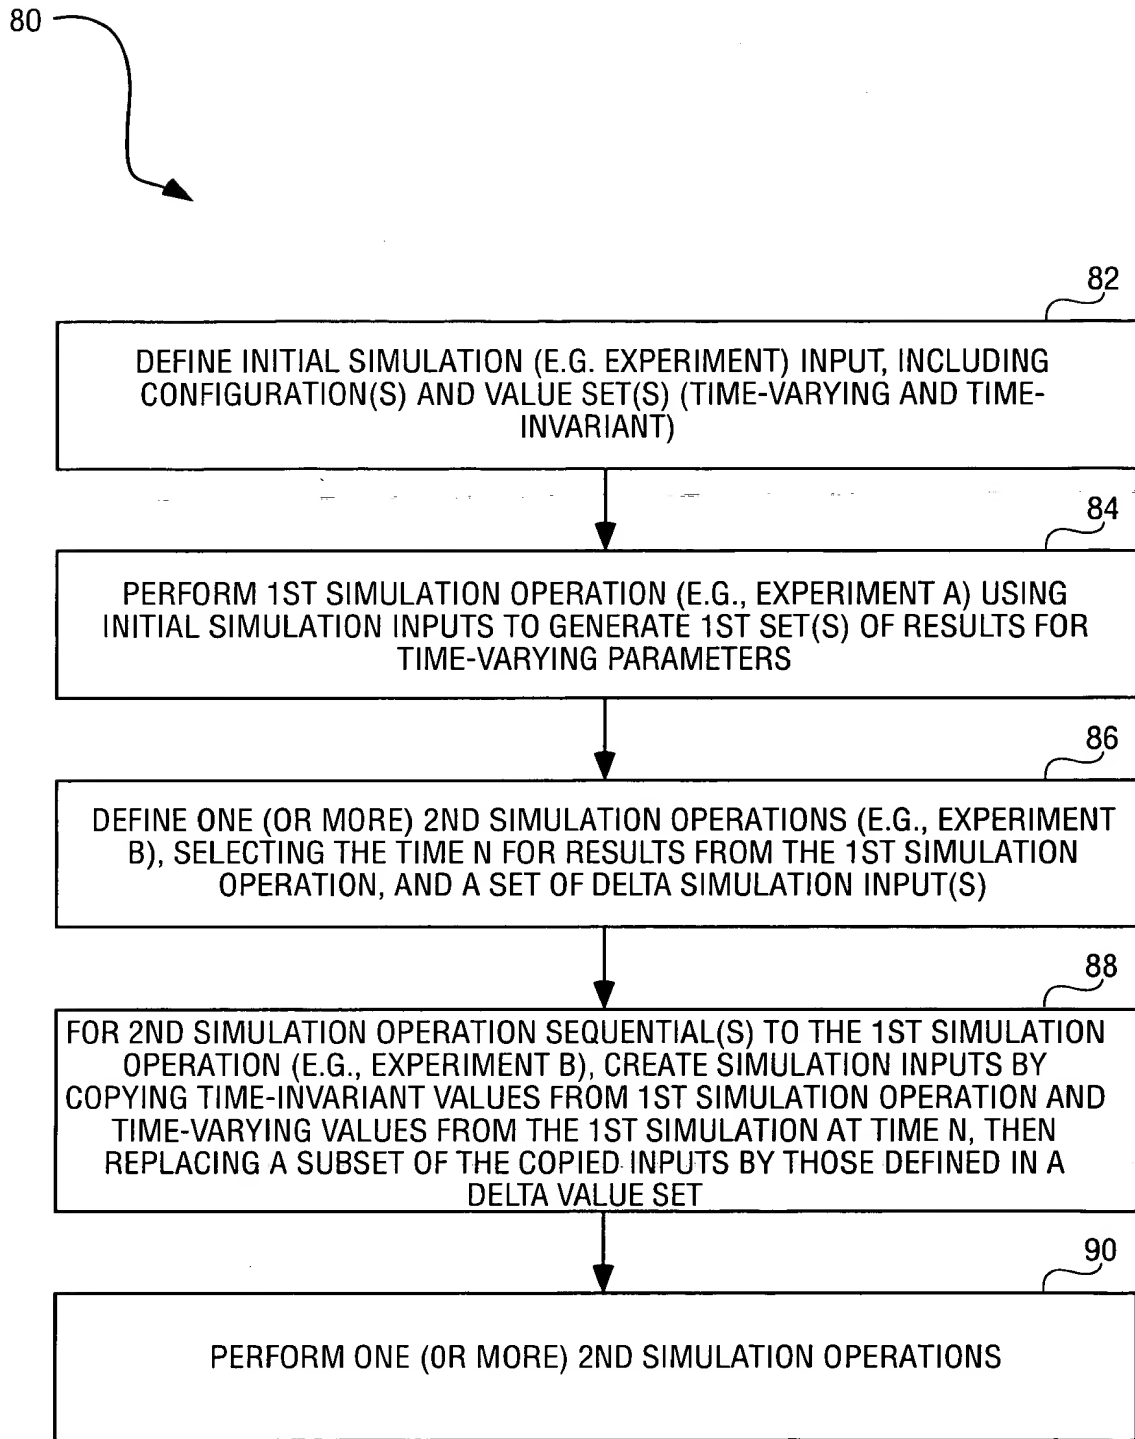 80
82
DEFINE INITIAL SIMULATION (E.G. EXPERIMENT) INPUT, INCLUDING
CONFIGURATION(S) AND VALUE SET(S) (TIME-VARYING AND TIME-
INVARIANT)
84
PERFORM 1ST SIMULATION OPERATION (E.G., EXPERIMENT A) USING
INITIAL SIMULATION INPUTS TO GENERATE 1ST SET(S) OF RESULTS FOR
TIME-VARYING PARAMETERS
86
DEFINE ONE (OR MORE) 2ND SIMULATION OPERATIONS (E.G., EXPERIMENT
B), SELECTING THE TIME N FOR RESULTS FROM THE 1ST SIMULATION
OPERATION, AND A SET OF DELTA SIMULATION INPUT(S)
88
FOR 2ND SIMULATION OPERATION SEQUENTIAL(S) TO THE 1ST SIMULATION
OPERATION (E.G., EXPERIMENT B), CREATE SIMULATION INPUTS BY
COPYING TIME-INVARIANT VALUES FROM 1ST SIMULATION OPERATION AND
TIME-VARYING VALUES FROM THE 1ST SIMULATION AT TIME N, THEN
REPLACING A SUBSET OF THE COPIED INPUTS BY THOSE DEFINED IN A
DELTA VALUE SET
90
PERFORM ONE (OR MORE) 2ND SIMULATION OPERATIONS